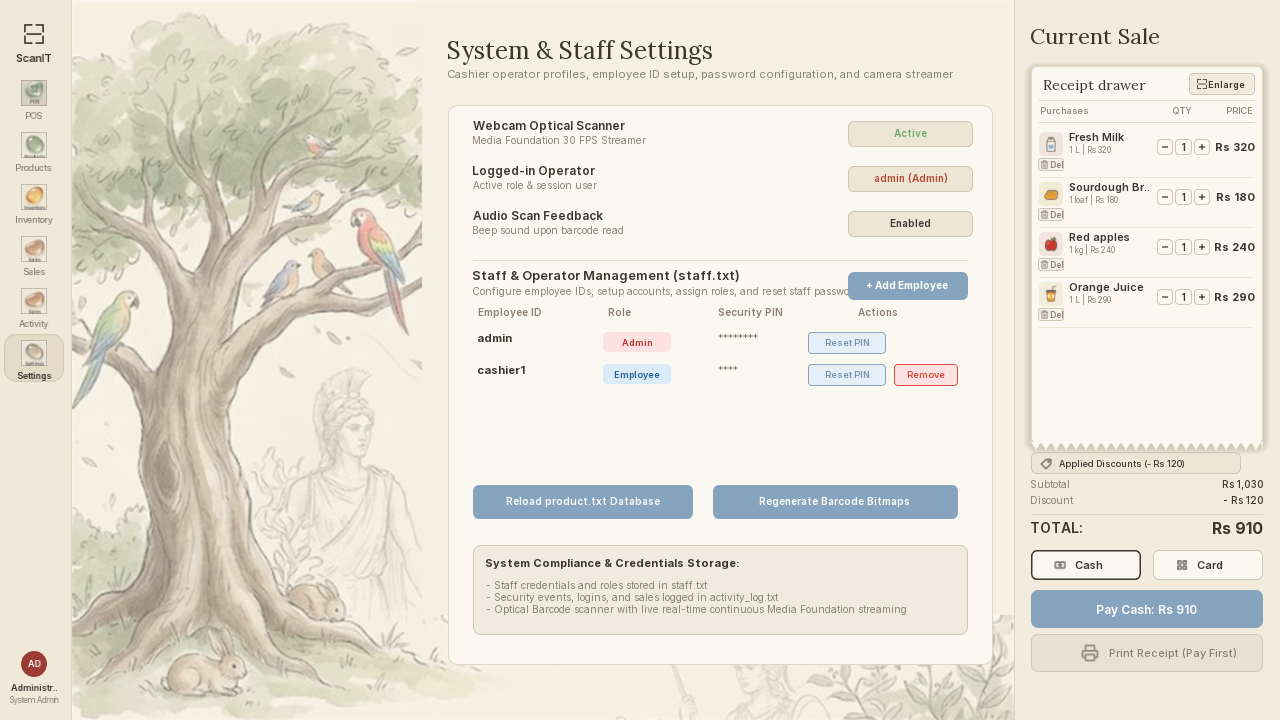 ScanIT
POS
Products
Inventory
Sales
Activity
Settings
AD
Administr..
System Admin
System & Staff Settings
Cashier operator profiles, employee ID setup, password configuration, and camera streamer
Webcam Optical Scanner
Media Foundation 30 FPS Streamer
Active
Logged-in Operator
Active role & session user
admin (Admin)
Audio Scan Feedback
Beep sound upon barcode read
Enabled
Staff & Operator Management (staff.txt)
Configure employee IDs, setup accounts, assign roles, and reset staff passwo
+ Add Employee
Employee ID Role Security PIN Actions
admin Admin ******** Reset PIN
cashier1 Employee **** Reset PIN Remove
Reload product.txt Database
Regenerate Barcode Bitmaps
System Compliance & Credentials Storage:
- Staff credentials and roles stored in staff.txt
- Security events, logins, and sales logged in activity_log.txt
- Optical Barcode scanner with live real-time continuous Media Foundation streaming
Current Sale
Receipt drawer
Enlarge
Purchases QTY PRICE
Fresh Milk
1 L | Rs 320
− 1 + Rs 320
Del
Sourdough Br..
1 loaf | Rs 180
− 1 + Rs 180
Del
Red apples
1 kg | Rs 240
− 1 + Rs 240
Del
Orange Juice
1 L | Rs 290
− 1 + Rs 290
Del
Applied Discounts (- Rs 120)
Subtotal Rs 1,030
Discount - Rs 120
TOTAL: Rs 910
Cash
Card
Pay Cash: Rs 910
Print Receipt (Pay First)